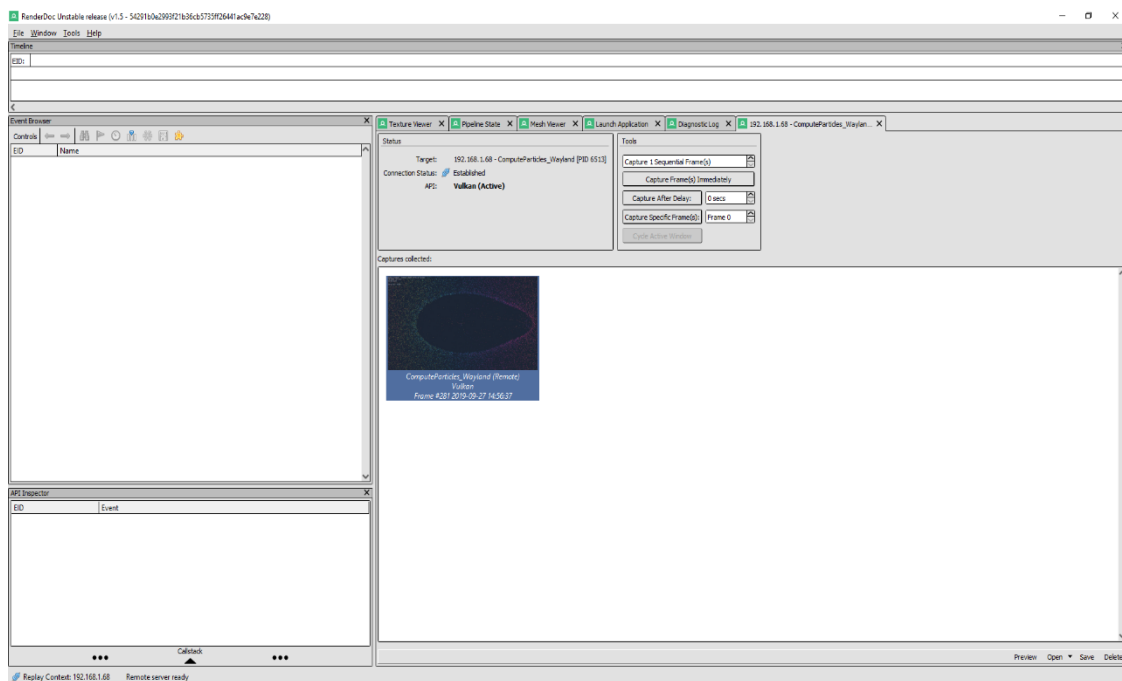 RenderDoc Unstable release (v1.5 - 54291b0e2993f21b36cb5735ff26441ac9e7e228)
File Window Tools Help
Timeline
EID:
Event Browser
Controls
EID Name
API Inspector
EID Event
Callstack
Texture Viewer Pipeline State Mesh Viewer Launch Application Diagnostic Log 192.168.1.68 - ComputeParticles_Waylan...
Status
Target: 192.168.1.68 - ComputeParticles_Wayland [PID 6513]
Connection Status: Established
API: Vulkan (Active)
Tools
Capture 1 Sequential Frame(s)
Capture Frame(s) Immediately
Capture After Delay: 0 secs
Capture Specific Frame(s): Frame 0
Cycle Active Window
Captures collected:
ComputeParticles_Wayland (Remote)
Vulkan
Frame #281 2019-09-27 14:56:37
Preview Open Save Delete
Replay Context: 192.168.1.68 Remote server ready